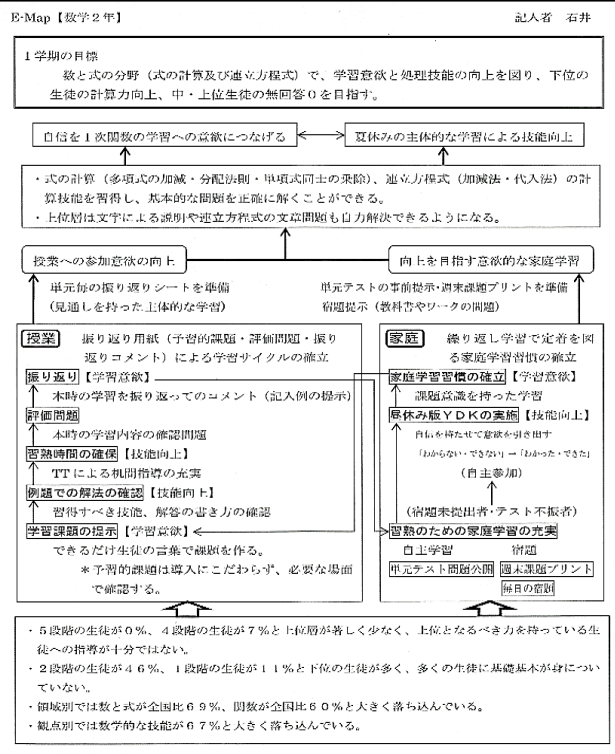 E-Map【数学２年】
記入者　石井
１学期の目標
数と式の分野（式の計算及び連立方程式）で、学習意欲と処理技能の向上を図り、下位の
生徒の計算力向上、中・上位生徒の無回答０を目指す。
自信を１次関数の学習への意欲につなげる
夏休みの主体的な学習による技能向上
・式の計算（多項式の加減・分配法則・単項式同士の乗除）、連立方程式（加減法・代入法）の計
算技能を習得し、基本的な問題を正確に解くことができる。
・上位層は文字による説明や連立方程式の文章問題も自力解決できるようになる。
授業への参加意欲の向上
向上を目指す意欲的な家庭学習
単元毎の振り返りシートを準備
（見通しを持った主体的な学習）
単元テストの事前提示・週末課題プリントを準備
宿題提示（教科書やワークの問題）
授業　振り返り用紙（予習的課題・評価問題・振
り返りコメント）による学習サイクルの確立
振り返り【学習意欲】
本時の学習を振り返ってのコメント（記入例の提示）
評価問題
本時の学習内容の確認問題
習熟時間の確保【技能向上】
TTによる机間指導の充実
例題での解法の確認【技能向上】
習得すべき技能、解答の書き方の確認
学習課題の提示【学習意欲】
できるだけ生徒の言葉で課題を作る。
＊予習的課題は導入にこだわらず、必要な場面
で確認する。
家庭　繰り返し学習で定着を図
る家庭学習習慣の確立
家庭学習習慣の確立【学習意欲】
課題意識を持った学習
昼休み版ＹＤＫの実施【技能向上】
自信を持たせて意欲を引き出す
「わからない・できない」→「わかった・できた」
（自主参加）
（宿題未提出者・テスト不振者）
習熟のための家庭学習の充実
自主学習　宿題
単元テスト問題公開　週末課題プリント
毎日の宿題
・５段階の生徒が０％、４段階の生徒が７％と上位層が著しく少なく、上位となるべき力を持っている生
徒への指導が十分ではない。
・２段階の生徒が４６％、１段階の生徒が１１％と下位の生徒が多く、多くの生徒に基礎基本が身につい
ていない。
・領域別では数と式が全国比６９％、関数が全国比６０％と大きく落ち込んでいる。
・観点別では数学的な技能が６７％と大きく落ち込んでいる。